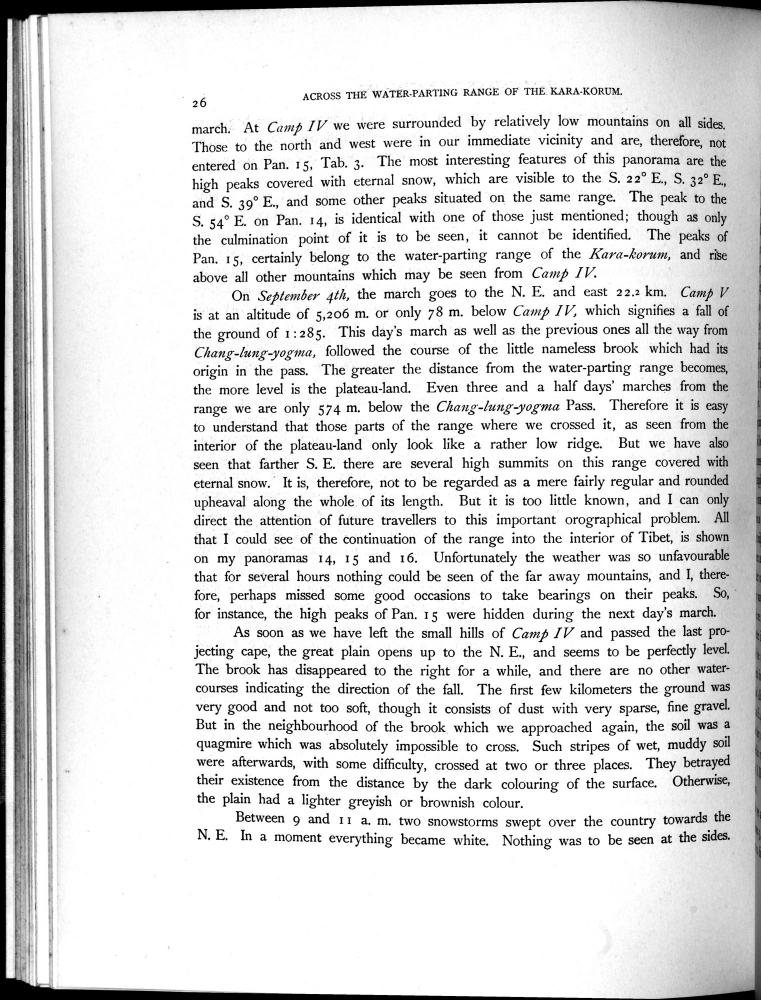 26
ACROSS THE WATER-PARTING RANGE OF THE KARA-KORUM.
march. At Camp IV we were surrounded by relatively low mountains on all sides.
Those to the north and west were in our immediate vicinity and are, therefore, not
entered on Pan. 15, Tab. 3. The most interesting features of this panorama are the
high peaks covered with eternal snow, which are visible to the S. 22° E., S. 32° E.,
and S. 39° E., and some other peaks situated on the same range. The peak to the
S. 54° E. on Pan. 14, is identical with one of those just mentioned; though as only
the culmination point of it is to be seen, it cannot be identified. The peaks of
Pan. 15, certainly belong to the water-parting range of the Kara-korum, and rise
above all other mountains which may be seen from Camp IV.
On September 4th, the march goes to the N. E. and east 22.2 km. Camp V
is at an altitude of 5,206 m. or only 78 m. below Camp IV, which signifies a fall of
the ground of 1:285. This day's march as well as the previous ones all the way from
Chang-lung-yogma, followed the course of the little nameless brook which had its
origin in the pass. The greater the distance from the water-parting range becomes,
the more level is the plateau-land. Even three and a half days' marches from the
range we are only 574 m. below the Chang-lung-yogma Pass. Therefore it is easy
to understand that those parts of the range where we crossed it, as seen from the
interior of the plateau-land only look like a rather low ridge. But we have also
seen that farther S. E. there are several high summits on this range covered with
eternal snow. It is, therefore, not to be regarded as a mere fairly regular and rounded
upheaval along the whole of its length. But it is too little known, and I can only
direct the attention of future travellers to this important orographical problem. All
that I could see of the continuation of the range into the interior of Tibet, is shown
on my panoramas 14, 15 and 16. Unfortunately the weather was so unfavourable
that for several hours nothing could be seen of the far away mountains, and I, there-
fore, perhaps missed some good occasions to take bearings on their peaks. So,
for instance, the high peaks of Pan. 15 were hidden during the next day's march.
As soon as we have left the small hills of Camp IV and passed the last pro-
jecting cape, the great plain opens up to the N. E., and seems to be perfectly level.
The brook has disappeared to the right for a while, and there are no other water-
courses indicating the direction of the fall. The first few kilometers the ground was
very good and not too soft, though it consists of dust with very sparse, fine gravel.
But in the neighbourhood of the brook which we approached again, the soil was a
quagmire which was absolutely impossible to cross. Such stripes of wet, muddy soil
were afterwards, with some difficulty, crossed at two or three places. They betrayed
their existence from the distance by the dark colouring of the surface. Otherwise,
the plain had a lighter greyish or brownish colour.
Between 9 and 11 a. m. two snowstorms swept over the country towards the
N. E. In a moment everything became white. Nothing was to be seen at the sides.